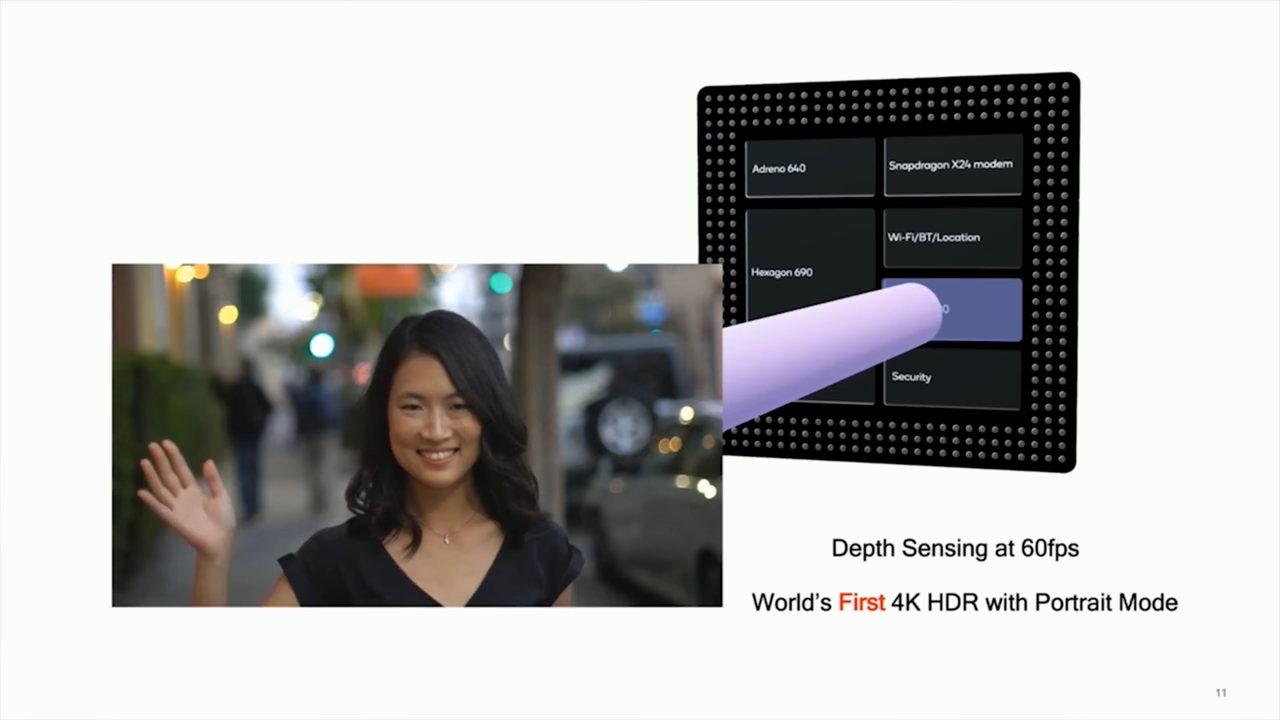 Adreno 640
Snapdragon X24 modem
Wi-Fi/BT/Location
Hexagon 690
0
Security
Depth Sensing at 60fps
World's First 4K HDR with Portrait Mode
11